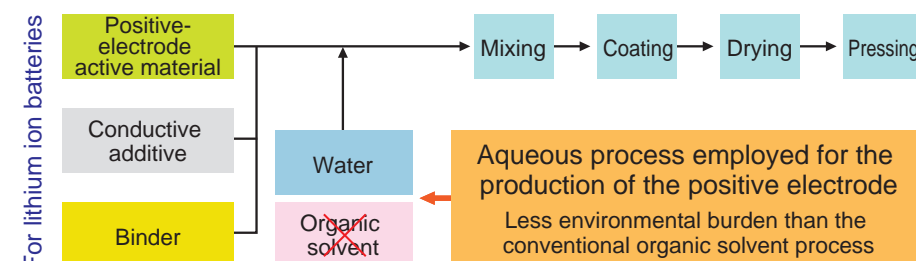 For lithium ion batteries
Positive-
electrode
active material
Mixing
Coating
Drying
Pressing
Conductive
additive
Water
Binder
Organic
solvent
Aqueous process employed for the
production of the positive electrode
Less environmental burden than the
conventional organic solvent process